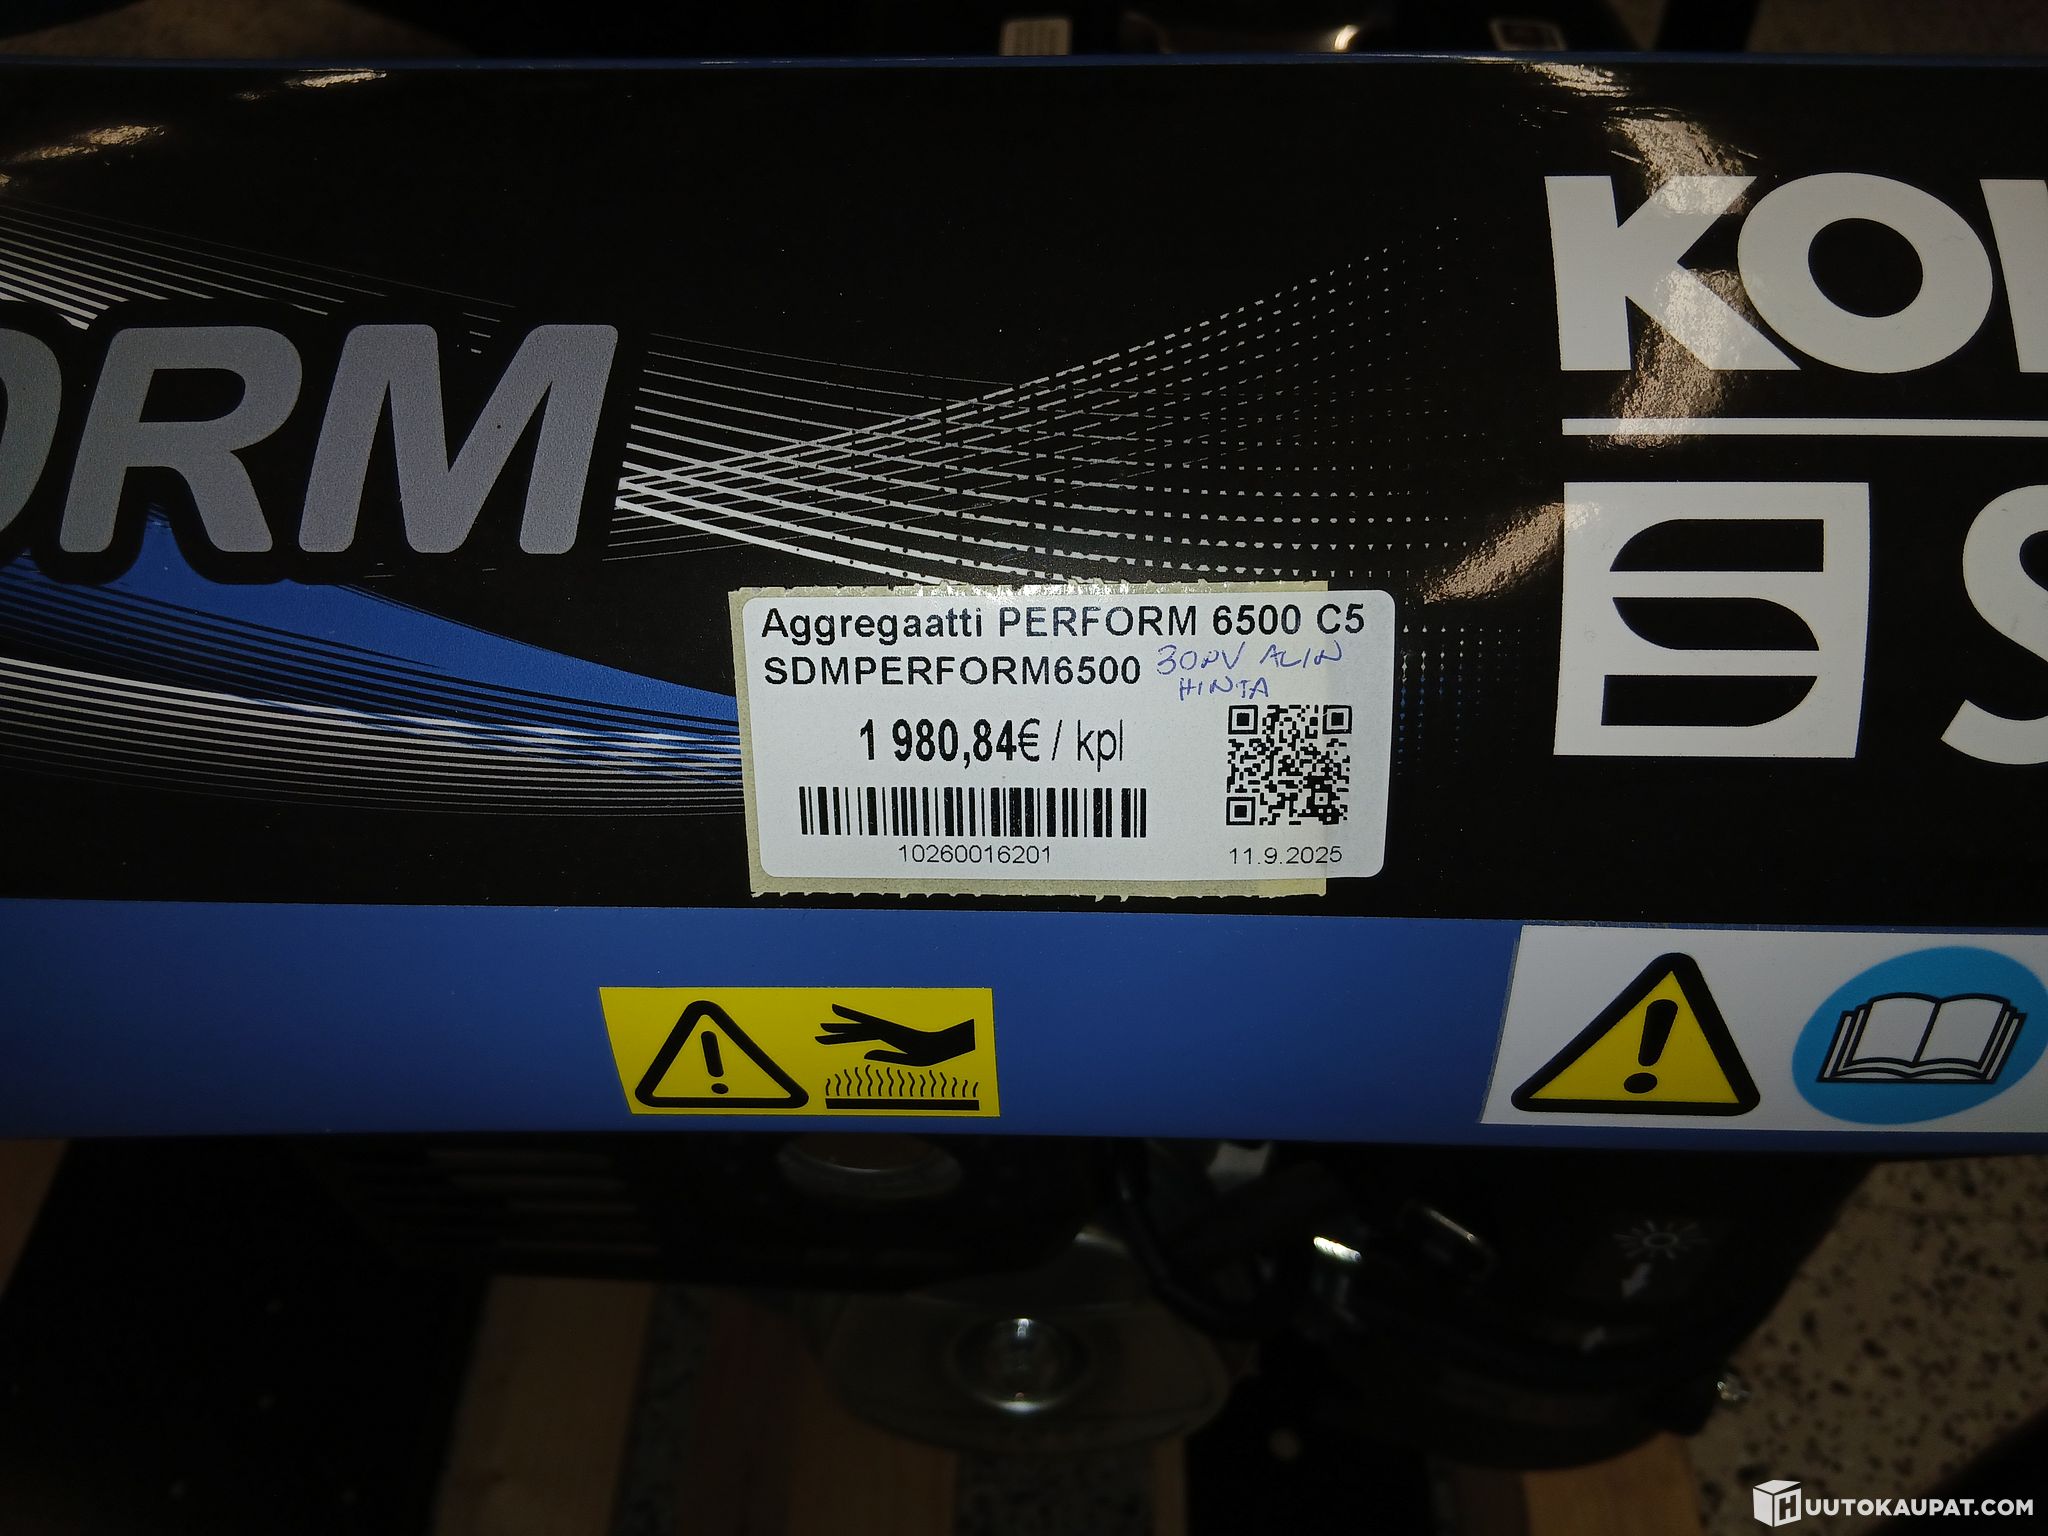 ORM
KO
S
Aggregaatti PERFORM 6500 C5
SDMPERFORM6500 30PV ALIN
HINTA
1 980,84€ / kpl
10260016201
11.9.2025
HUUTOKAUPAT.COM